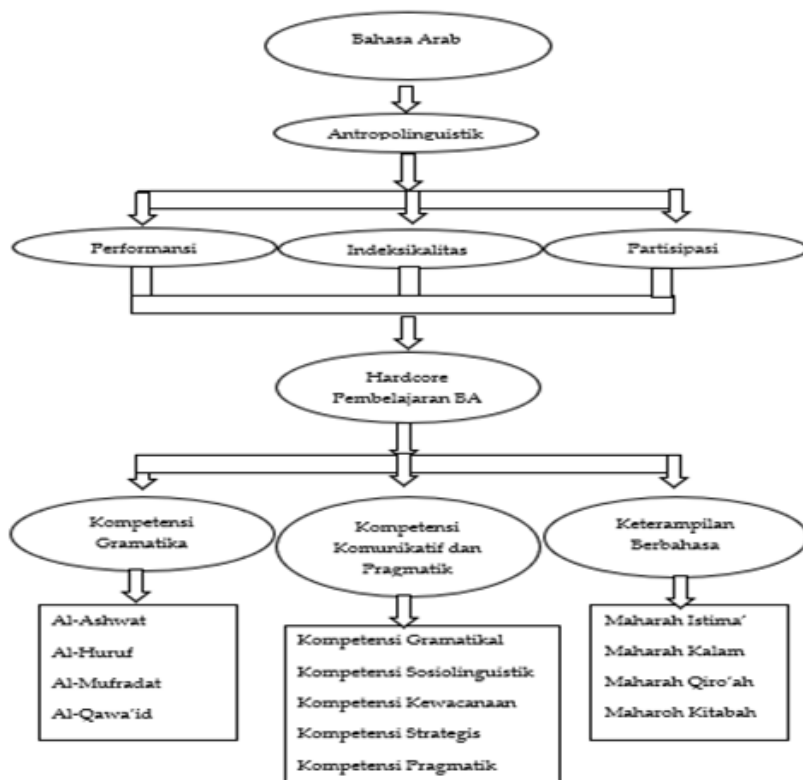 Bahasa Arab
Antropolinguistik
Performansi
Indeksikalitas
Partisipasi
Hardcore
Pembelajaran BA
Kompetensi
Gramatika
Kompetensi
Komunikatif dan
Pragmatik
Keterampilan
Berbahasa
Al-Ashwat
Al-Huruf
Al-Mufradat
Al-Qawa'id
Kompetensi Gramatikal
Kompetensi Sosiolinguistik
Kompetensi Kewacanaan
Kompetensi Strategis
Kompetensi Pragmatik
Maharah Istima'
Maharah Kalam
Maharah Qiro'ah
Maharoh Kitabah